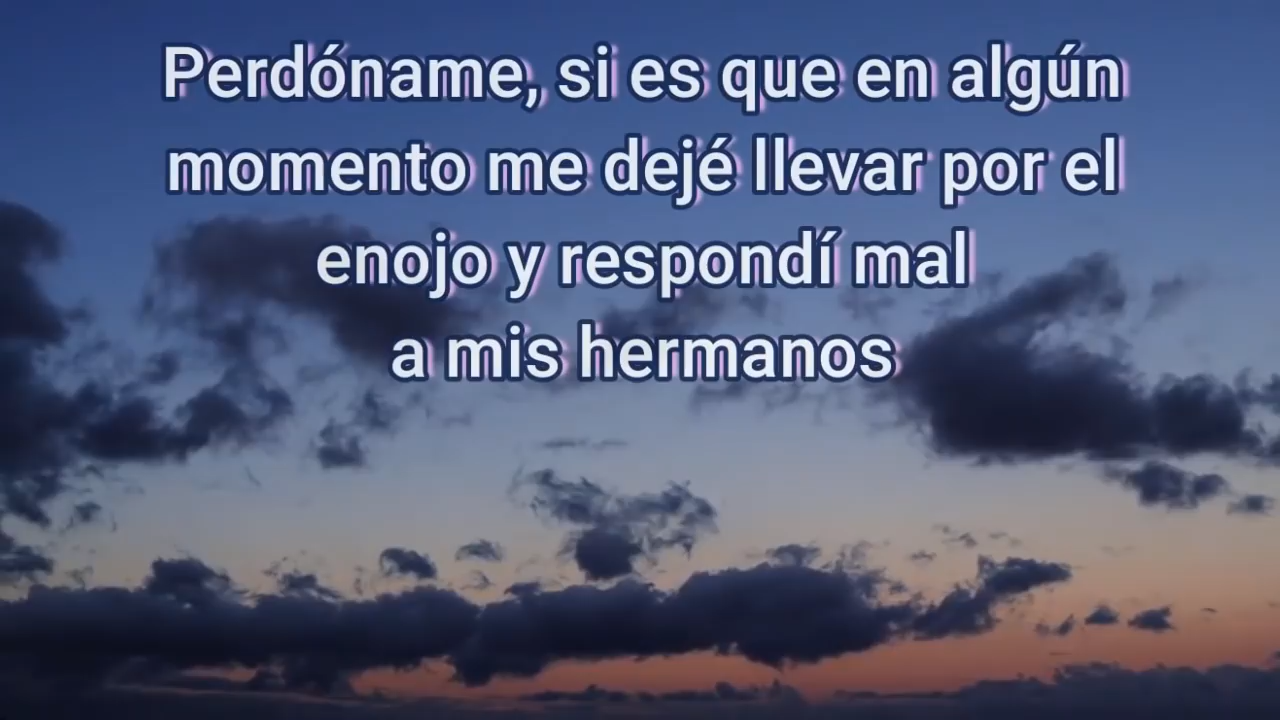 Perdóname, si es que en algún
momento me dejé llevar por el
enojo y respondí mal
a mis hermanos